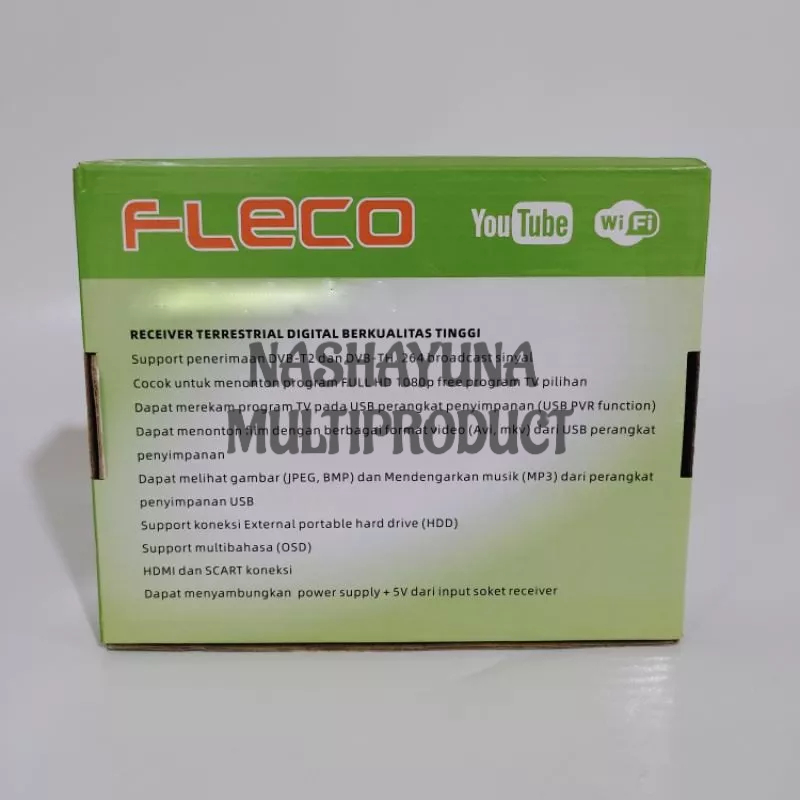 FLECO
YouTube
WiFi
RECEIVER TERRESTRIAL DIGITAL BERKUALITAS TINGGI
Support penerimaan DVB-T2 dan DVB-TH. 264 broadcast sinyal
NASHAYUNA
Cocok untuk menonton program FULL HD 1080p free program TV pilihan
Dapat merekam program TV pada USB perangkat penyimpanan (USB PVR function)
MULTIPRODUCT
Dapat menonton film dengan berbagai format video (Avi, mkv) dari USB perangkat
penyimpanan
Dapat melihat gambar (JPEG, BMP) dan Mendengarkan musik (MP3) dari perangkat
penyimpanan USB
Support koneksi External portable hard drive (HDD)
Support multibahasa (OSD)
HDMI dan SCART koneksi
Dapat menyambungkan power supply + 5V dari input soket receiver